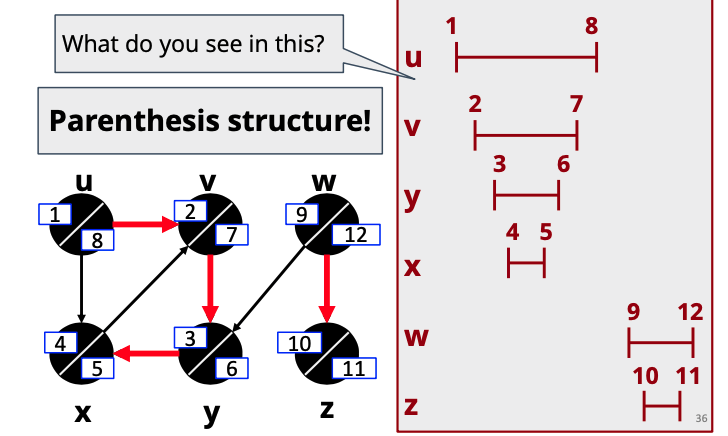 What do you see in this?
Parenthesis structure!
u v w
1 2 9
8 7 12
4 3 10
5 6 11
x y z
1 8
u
2 7
v
3 6
y
4 5
x
9 12
w
10 11
z
36